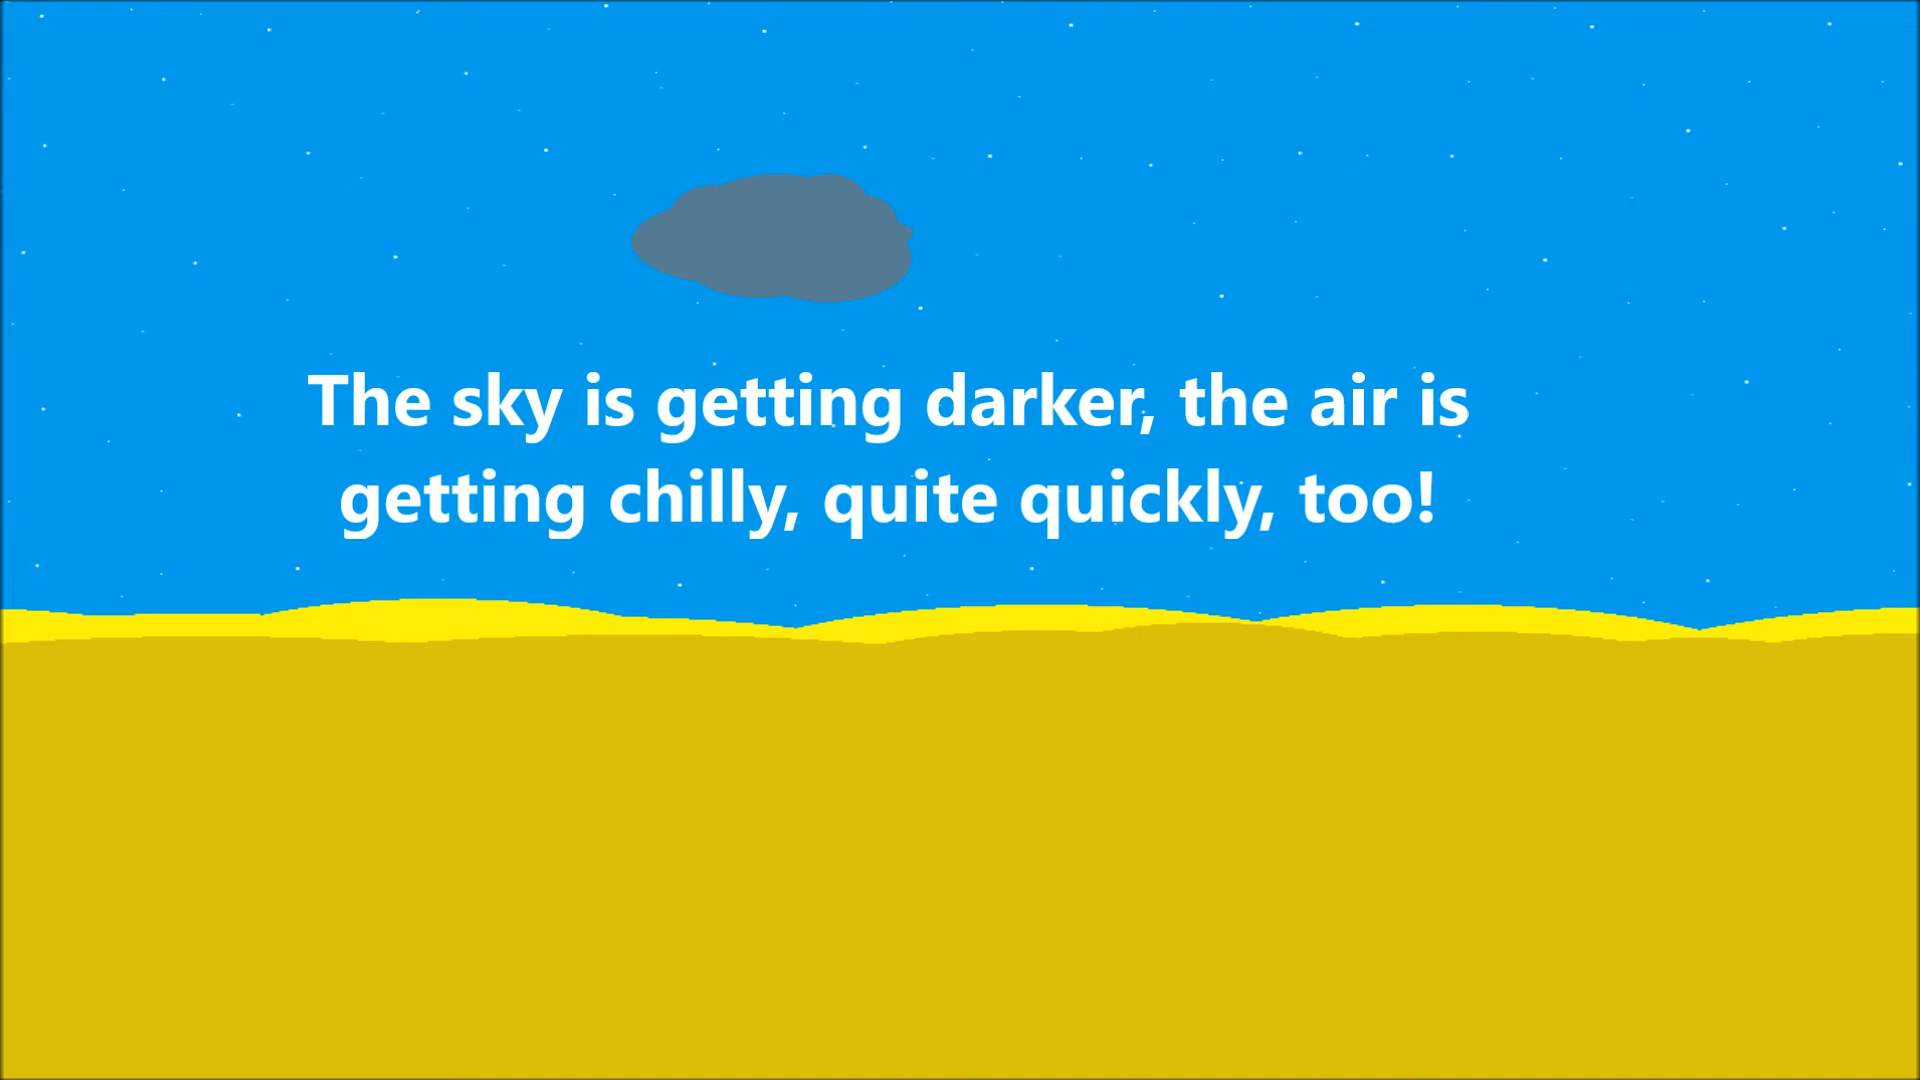 The sky is getting darker, the air is
getting chilly, quite quickly, too!